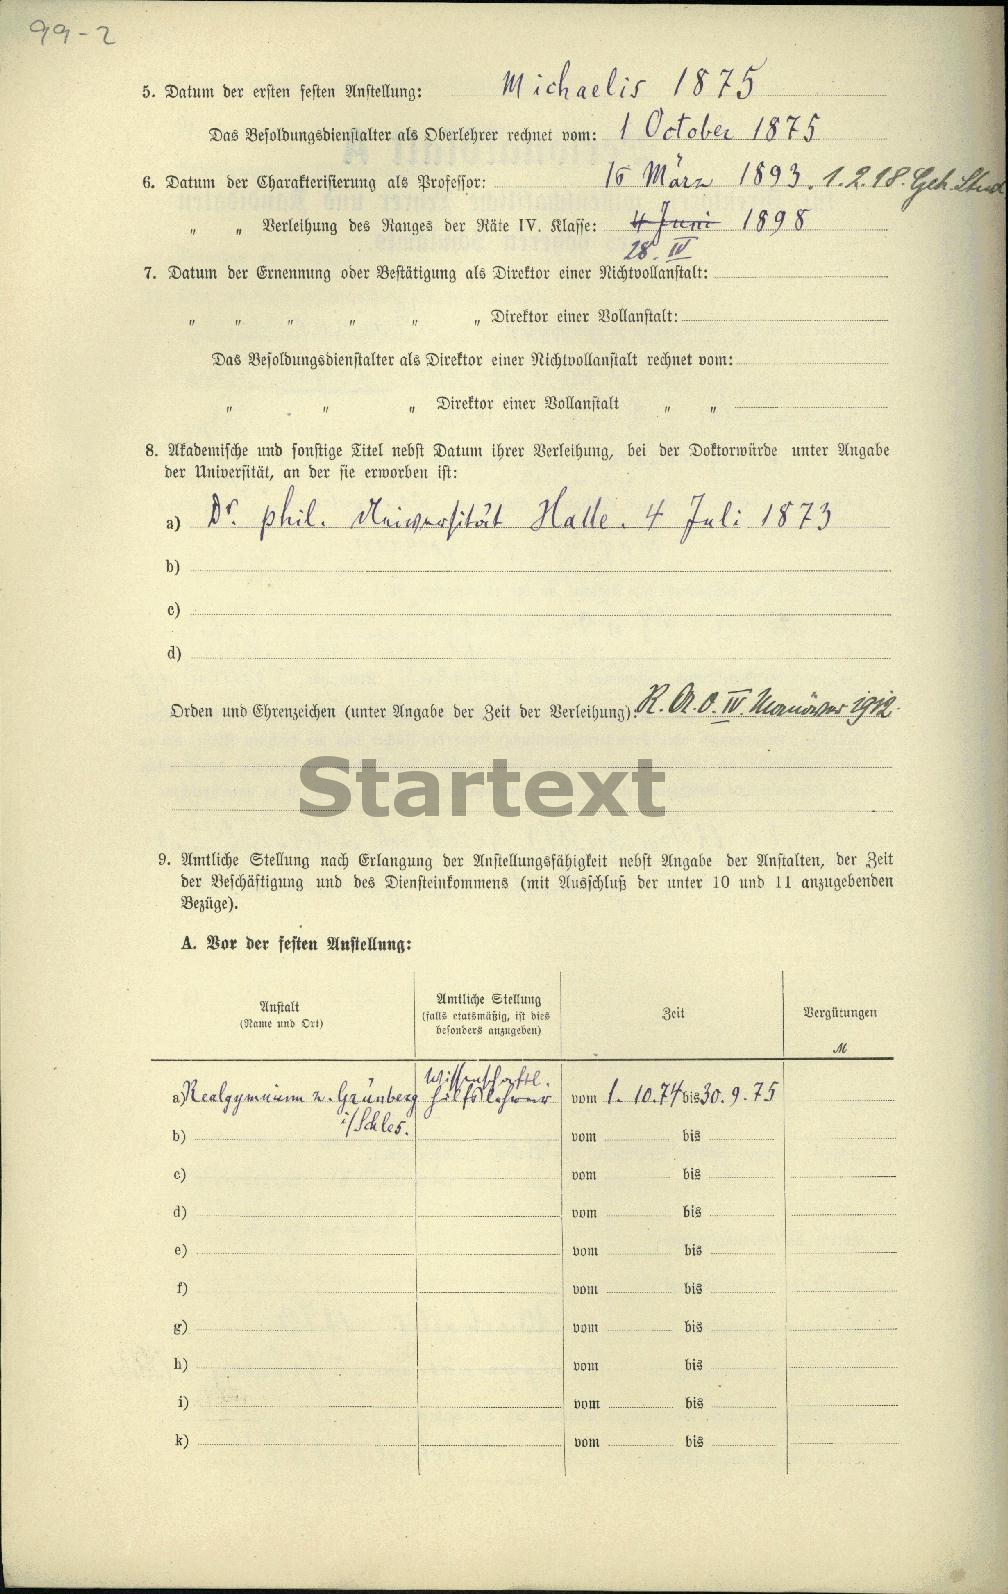 99-2
5. Datum der ersten festen Anstellung: Michaelis 1875
Das Besoldungsdienstalter als Oberlehrer rechnet vom: 1 October 1875
6. Datum der Charakterisierung als Professor: 16 März 1893. 1.2.18. Geh. Stud
" " Verleihung des Ranges der Räte IV. Klasse: 4 Juni 1898
28. IV
7. Datum der Ernennung oder Bestätigung als Direktor einer Nichtvollanstalt:
" " " " " " Direktor einer Vollanstalt:
Das Besoldungsdienstalter als Direktor einer Nichtvollanstalt rechnet vom:
" " " Direktor einer Vollanstalt " "
8. Akademische und sonstige Titel nebst Datum ihrer Verleihung, bei der Doktorwürde unter Angabe
der Universität, an der sie erworben ist:
a) Dr. phil. Universität Halle. 4 Juli 1873
b)
c)
d)
Orden und Ehrenzeichen (unter Angabe der Zeit der Verleihung): R. A. O. IV. Manöver 1912.
Startext
9. Amtliche Stellung nach Erlangung der Anstellungsfähigkeit nebst Angabe der Anstalten, der Zeit
der Beschäftigung und des Diensteinkommens (mit Ausschluß der unter 10 und 11 anzugebenden
Bezüge).
A. Vor der festen Anstellung:
Anstalt
(Name und Ort)
Amtliche Stellung
(falls etatsmäßig, ist dies
besonders anzugeben)
Zeit
Vergütungen
M
Wissenschaftl.
a) Realgymnium z. Grünberg Hilfslehrer vom 1. 10.74 bis 30. 9. 75
i/Schles.
b) vom bis
c) vom bis
d) vom bis
e) vom bis
f) vom bis
g) vom bis
h) vom bis
i) vom bis
k) vom bis